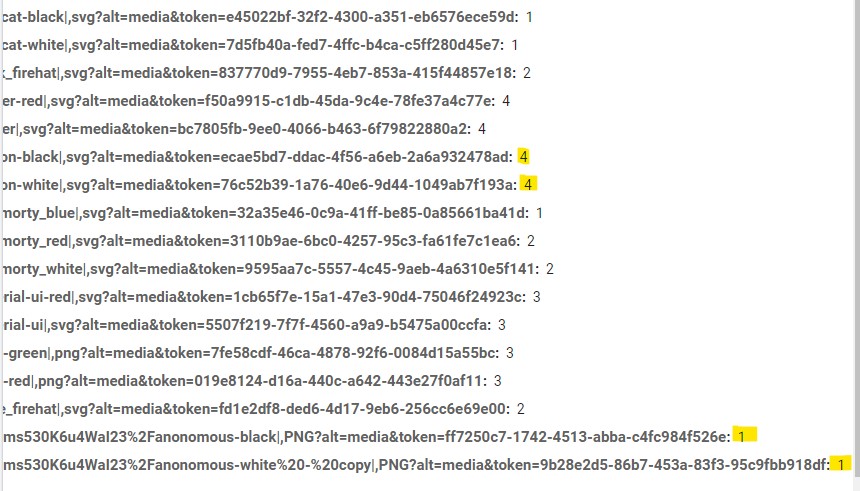 cat-black|,svg?alt=media&token=e45022bf-32f2-4300-a351-eb6576ece59d: 1
cat-white|,svg?alt=media&token=7d5fb40a-fed7-4ffc-b4ca-c5ff280d45e7: 1
k_firehat|,svg?alt=media&token=837770d9-7955-4eb7-853a-415f44857e18: 2
er-red|,svg?alt=media&token=f50a9915-c1db-45da-9c4e-78fe37a4c77e: 4
er|,svg?alt=media&token=bc7805fb-9ee0-4066-b463-6f79822880a2: 4
on-black|,svg?alt=media&token=ecae5bd7-ddac-4f56-a6eb-2a6a932478ad: 4
on-white|,svg?alt=media&token=76c52b39-1a76-40e6-9d44-1049ab7f193a: 4
morty_blue|,svg?alt=media&token=32a35e46-0c9a-41ff-be85-0a85661ba41d: 1
morty_red|,svg?alt=media&token=3110b9ae-6bc0-4257-95c3-fa61fe7c1ea6: 2
morty_white|,svg?alt=media&token=9595aa7c-5557-4c45-9aeb-4a6310e5f141: 2
rial-ui-red|,svg?alt=media&token=1cb65f7e-15a1-47e3-90d4-75046f24923c: 3
rial-ui|,svg?alt=media&token=5507f219-7f7f-4560-a9a9-b5475a00ccfa: 3
-green|,png?alt=media&token=7fe58cdf-46ca-4878-92f6-0084d15a55bc: 3
-red|,png?alt=media&token=019e8124-d16a-440c-a642-443e27f0af11: 3
e_firehat|,svg?alt=media&token=fd1e2df8-ded6-4d17-9eb6-256cc6e69e00: 2
ms530K6u4WaI23%2Fanonomous-black|,PNG?alt=media&token=ff7250c7-1742-4513-abba-c4fc984f526e: 1
ms530K6u4WaI23%2Fanonomous-white%20-%20copy|,PNG?alt=media&token=9b28e2d5-86b7-453a-83f3-95c9fbb918df: 1